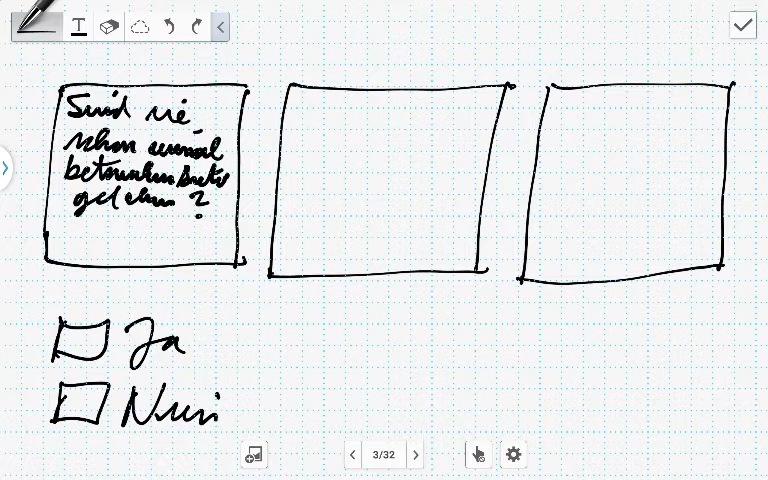 T
Sind sie
schon einmal
betrunken Auto
gefahren?
Ja
Nein
3/32